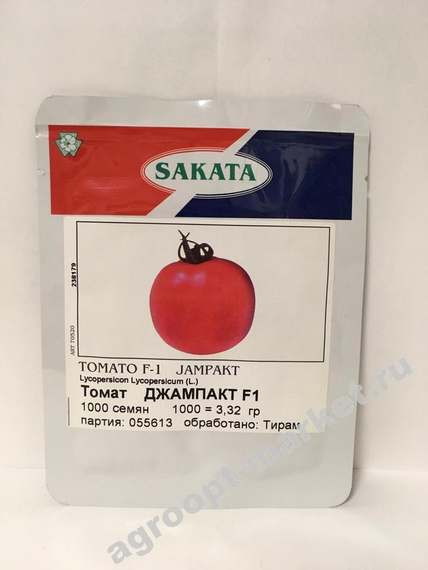 SAKATA
238179
ART 70520
TOMATO F-1 JAMPAKT
Lycopersicon Lycopersicum (L.)
Томат ДЖАМПАКТ F1
1000 семян 1000 = 3,32 гр
партия: 055613 обработано: Тирам
agroopt-market.ru